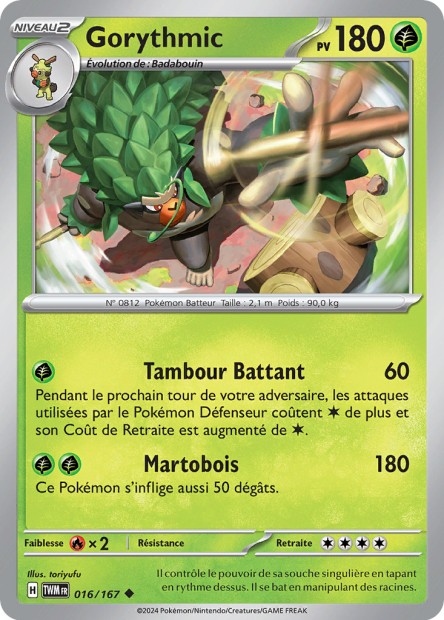 NIVEAU2 Gorythmic PV 180
Évolution de: Badabouin
N° 0812 Pokémon Batteur Taille : 2,1 m Poids : 90,0 kg
Tambour Battant 60
Pendant le prochain tour de votre adversaire, les attaques
utilisées par le Pokémon Défenseur coûtent de plus et
son Coût de Retraite est augmenté de .
Martobois 180
Ce Pokémon s'inflige aussi 50 dégâts.
Faiblesse ×2 Résistance Retraite
Illus. toriyufu
H TWM FR 016/167
Il contrôle le pouvoir de sa souche singulière en tapant
en rythme dessus. Il se bat en manipulant des racines.
©2024 Pokémon/Nintendo/Creatures/GAME FREAK